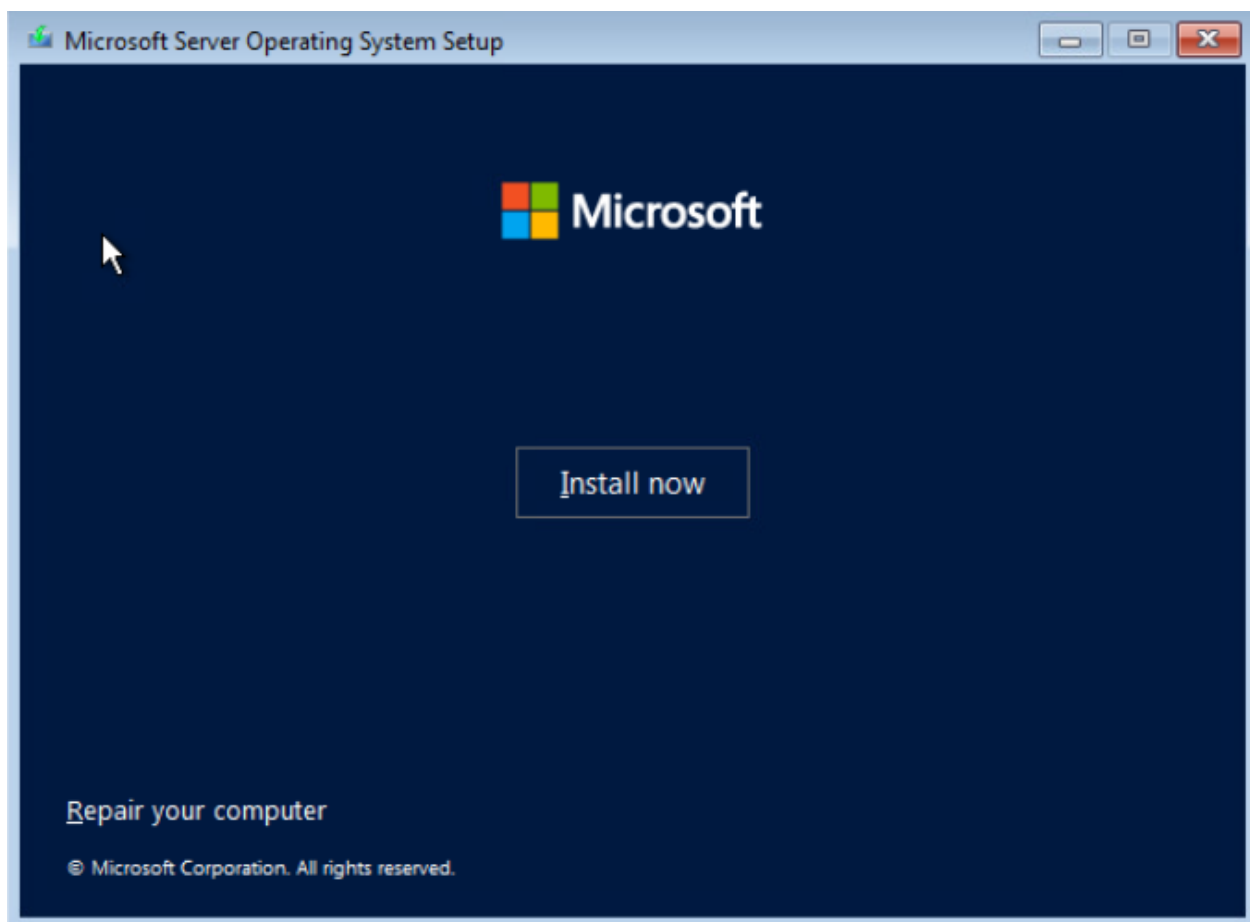 Microsoft Server Operating System Setup
Microsoft
Install now
Repair your computer
© Microsoft Corporation. All rights reserved.